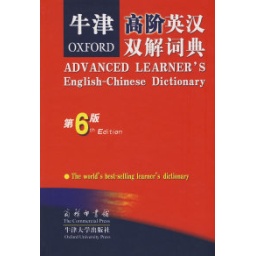 牛津 高阶英汉
OXFORD 双解词典
ADVANCED LEARNER'S
English-Chinese Dictionary
第6版
th Edition
The world's best-selling learner's dictionary
商务印书馆
The Commercial Press
牛津大学出版社
Oxford University Press